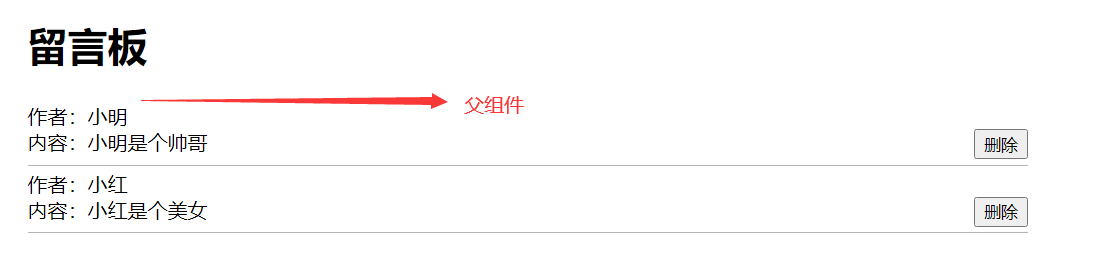 留言板
作者：小明
父组件
内容：小明是个帅哥
删除
作者：小红
内容：小红是个美女
删除